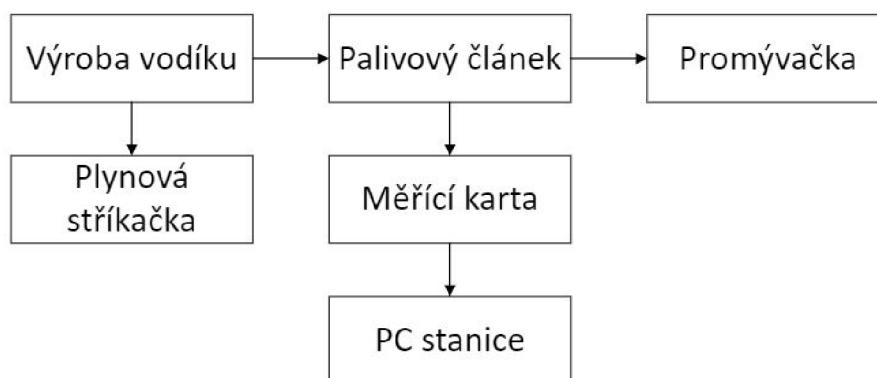 Výroba vodíku
Palivový článek
Promývačka
Plynová
stříkačka
Měřící karta
PC stanice